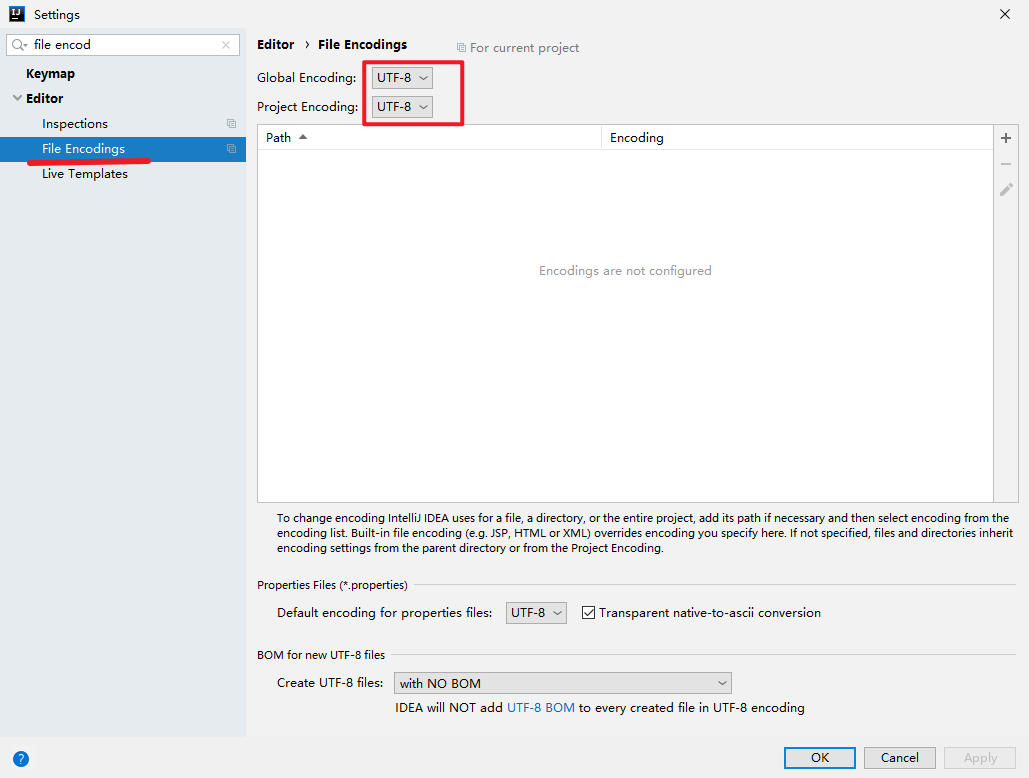 Settings
file encod
Keymap
Editor
Inspections
File Encodings
Live Templates
Editor › File Encodings
For current project
Global Encoding: UTF-8
Project Encoding: UTF-8
Path Encoding
Encodings are not configured
To change encoding IntelliJ IDEA uses for a file, a directory, or the entire project, add its path if necessary and then select encoding from the
encoding list. Built-in file encoding (e.g. JSP, HTML or XML) overrides encoding you specify here. If not specified, files and directories inherit
encoding settings from the parent directory or from the Project Encoding.
Properties Files (*.properties)
Default encoding for properties files: UTF-8 Transparent native-to-ascii conversion
BOM for new UTF-8 files
Create UTF-8 files: with NO BOM
IDEA will NOT add UTF-8 BOM to every created file in UTF-8 encoding
? OK Cancel Apply